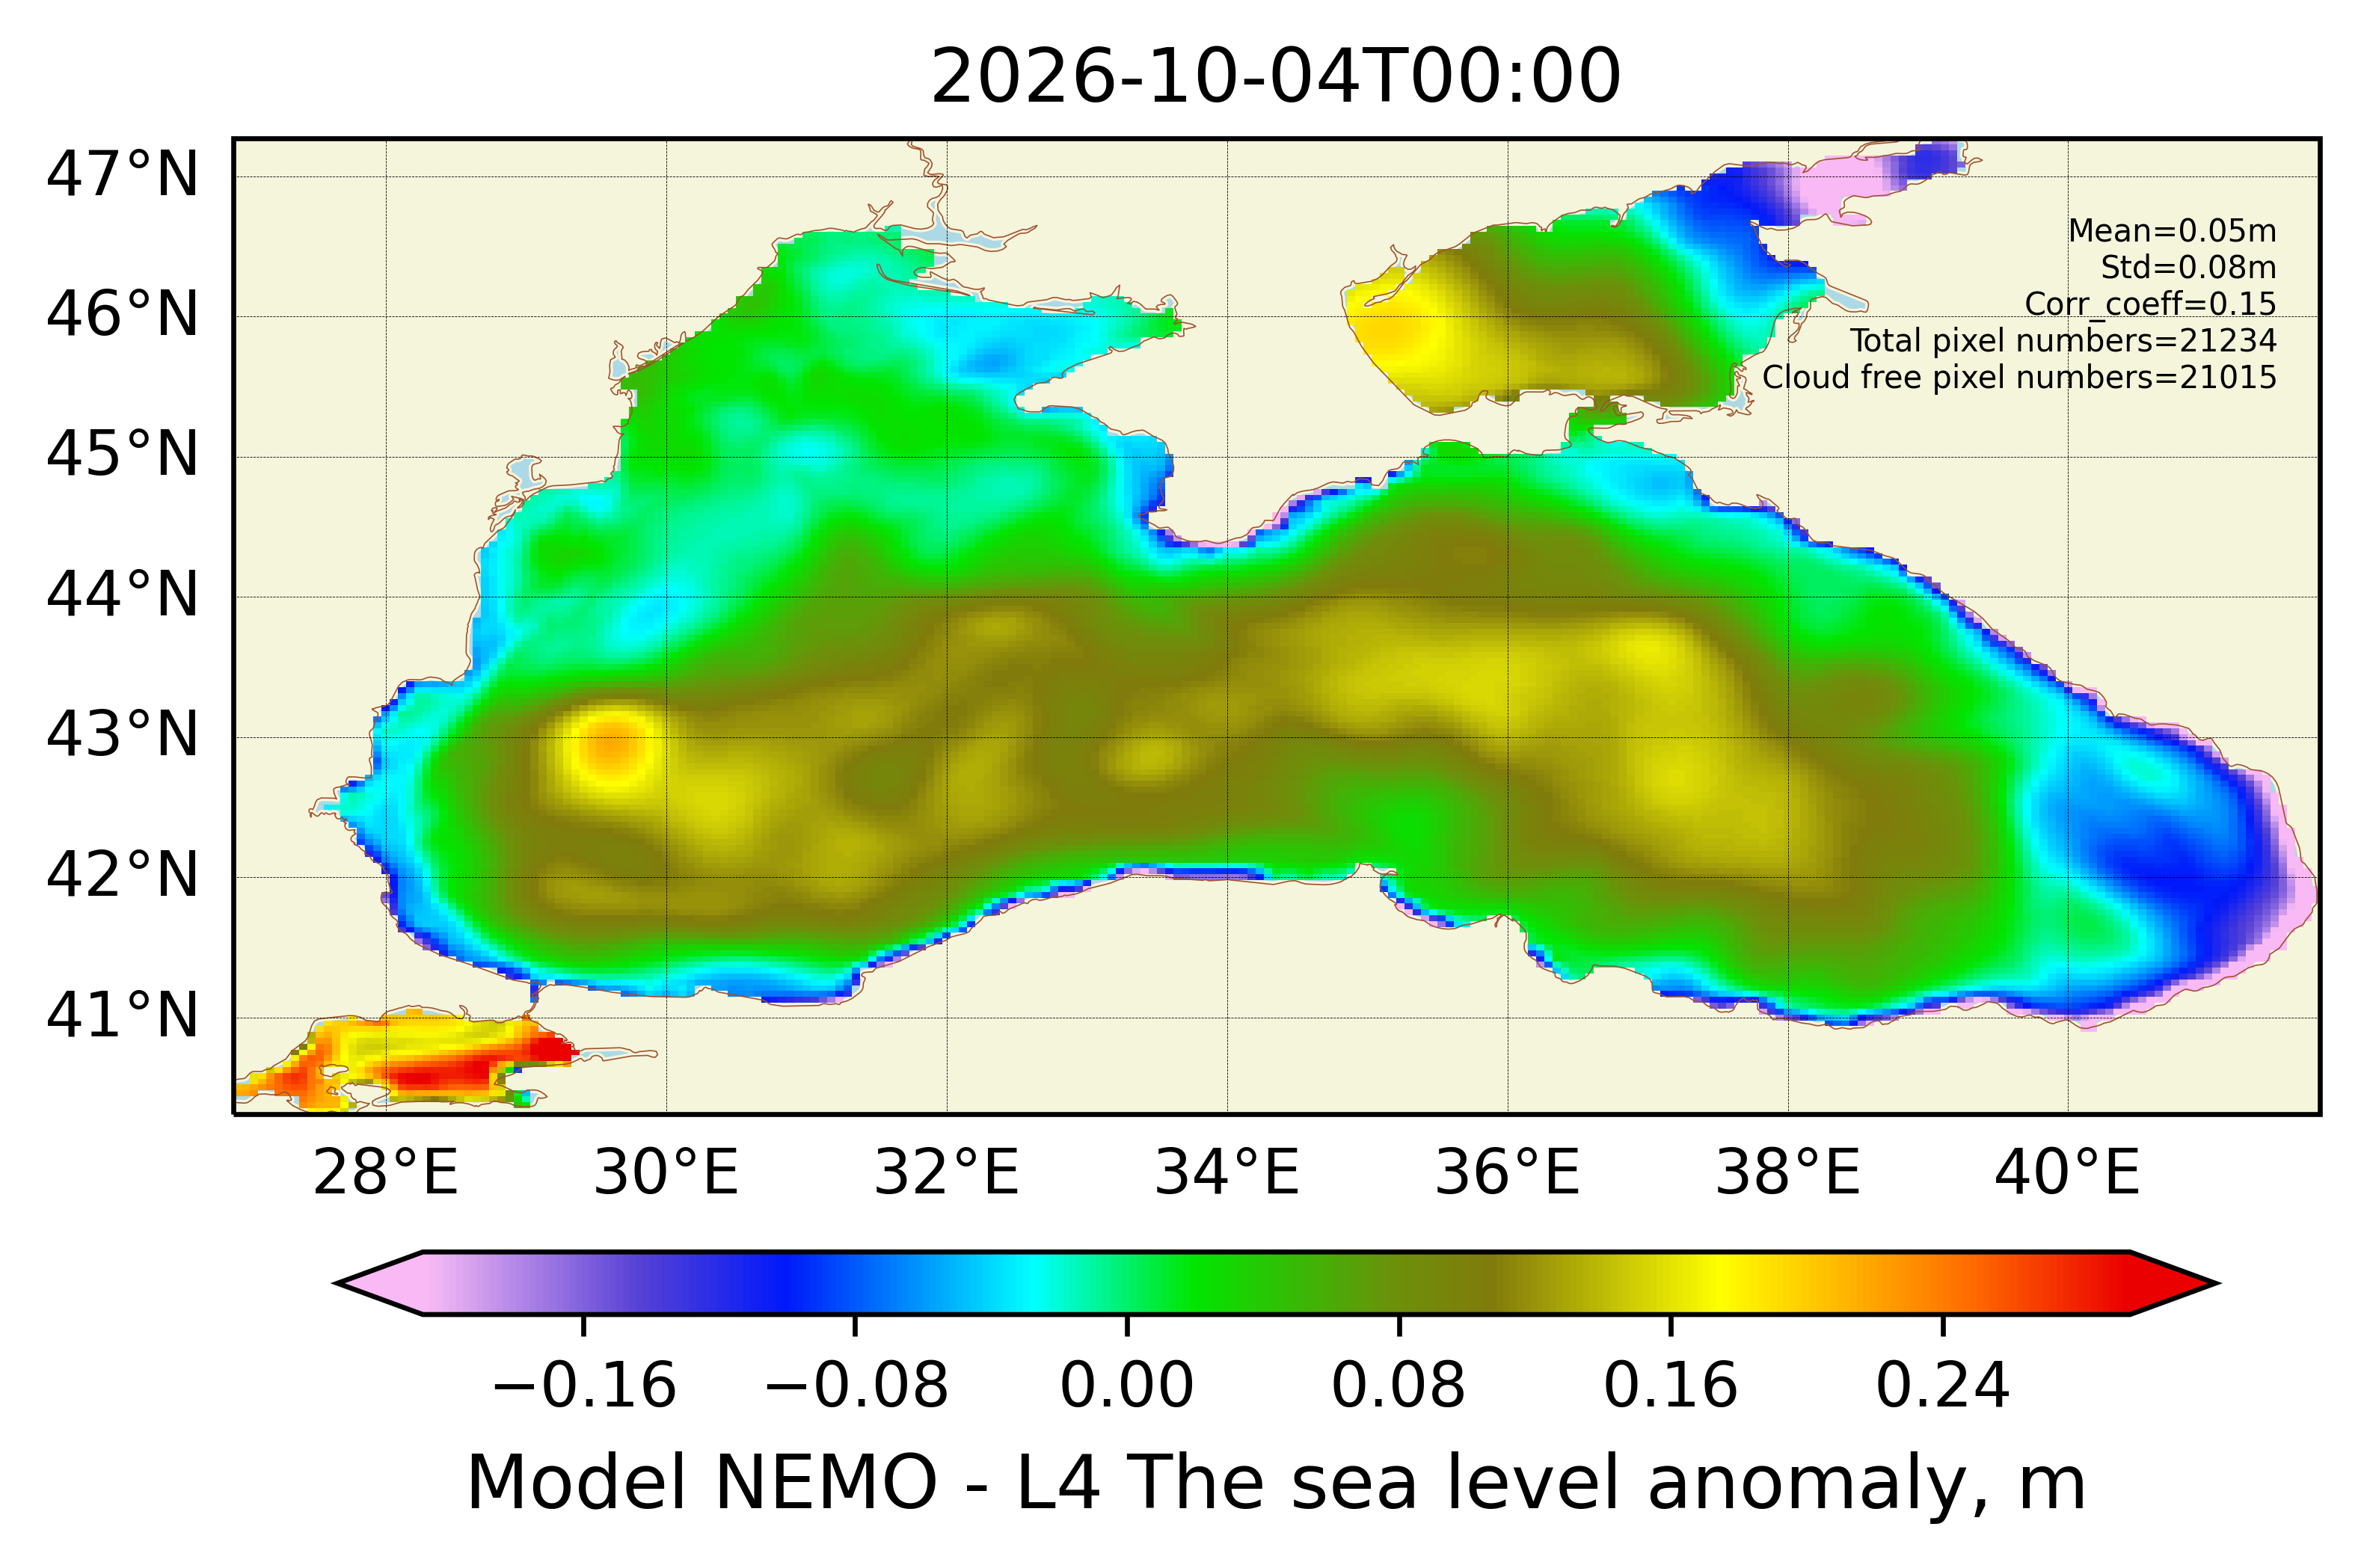 2026-10-04T00:00
47°N
46°N
45°N
44°N
43°N
42°N
41°N
Mean=0.05m
Std=0.08m
Corr_coeff=0.15
Total pixel numbers=21234
Cloud free pixel numbers=21015
28°E 30°E 32°E 34°E 36°E 38°E 40°E
−0.16 −0.08 0.00 0.08 0.16 0.24
Model NEMO - L4 The sea level anomaly, m